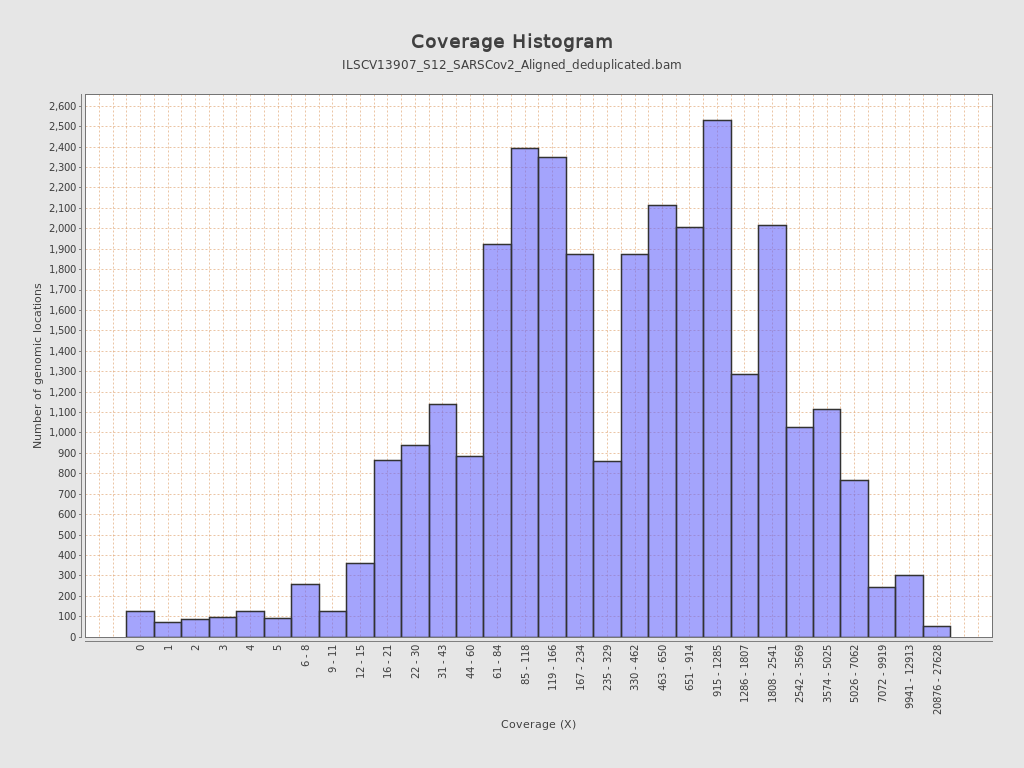 Coverage Histogram
ILSCV13907_S12_SARSCov2_Aligned_deduplicated.bam
Number of genomic locations
2,600
2,500
2,400
2,300
2,200
2,100
2,000
1,900
1,800
1,700
1,600
1,500
1,400
1,300
1,200
1,100
1,000
900
800
700
600
500
400
300
200
100
0
0
1
2
3
4
5
6 - 8
9 - 11
12 - 15
16 - 21
22 - 30
31 - 43
44 - 60
61 - 84
85 - 118
119 - 166
167 - 234
235 - 329
330 - 462
463 - 650
651 - 914
915 - 1285
1286 - 1807
1808 - 2541
2542 - 3569
3574 - 5025
5026 - 7062
7072 - 9919
9941 - 12913
20876 - 27628
Coverage (X)